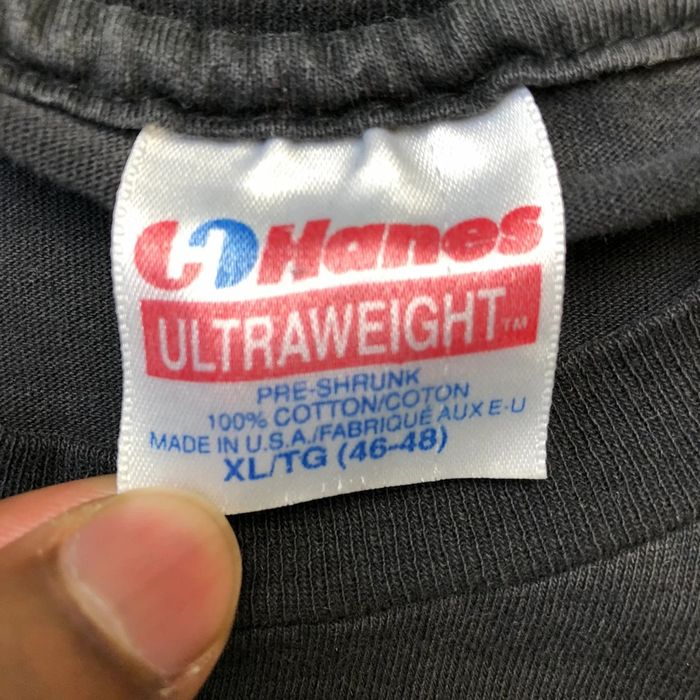 Hanes
ULTRAWEIGHT™
PRE-SHRUNK
100% COTTON/COTON
MADE IN U.S.A./FABRIQUÉ AUX E-U
XL/TG (46-48)